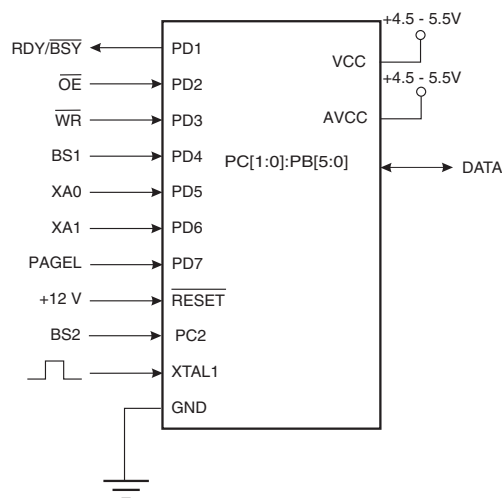 +4.5 - 5.5V
RDY/BSY PD1
VCC
OE PD2
+4.5 - 5.5V
WR PD3
AVCC
BS1 PD4
PC[1:0]:PB[5:0] DATA
XA0 PD5
XA1 PD6
PAGEL PD7
+12 V RESET
BS2 PC2
XTAL1
GND